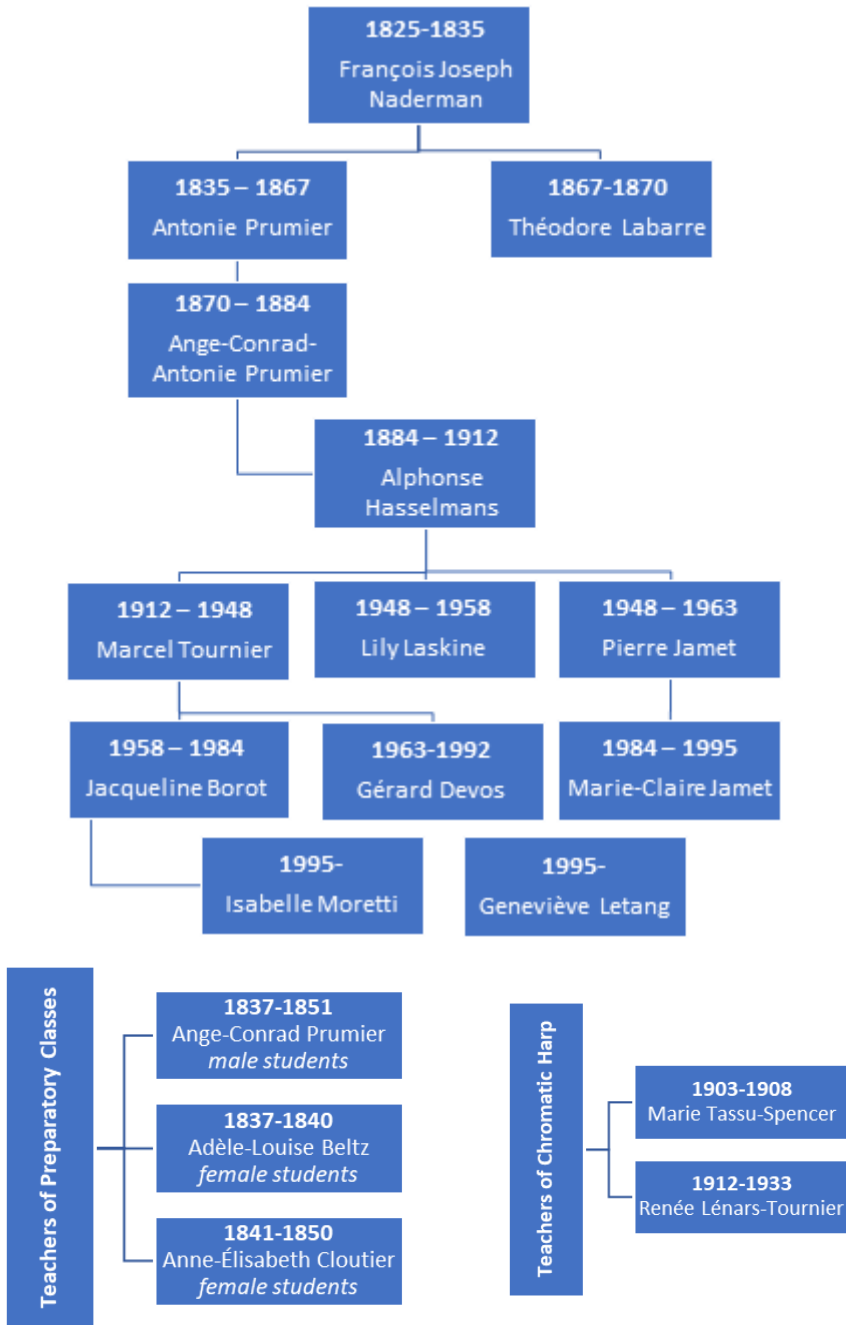 1825-1835
François Joseph
Naderman
1835 – 1867
Antonie Prumier
1867-1870
Théodore Labarre
1870 – 1884
Ange-Conrad-
Antonie Prumier
1884 – 1912
Alphonse
Hasselmans
1912 – 1948
Marcel Tournier
1948 – 1958
Lily Laskine
1948 – 1963
Pierre Jamet
1958 – 1984
Jacqueline Borot
1963-1992
Gérard Devos
1984 – 1995
Marie-Claire Jamet
1995-
Isabelle Moretti
1995-
Geneviève Letang
Teachers of Preparatory Classes
1837-1851
Ange-Conrad Prumier
male students
1837-1840
Adèle-Louise Beltz
female students
1841-1850
Anne-Élisabeth Cloutier
female students
Teachers of Chromatic Harp
1903-1908
Marie Tassu-Spencer
1912-1933
Renée Lénars-Tournier